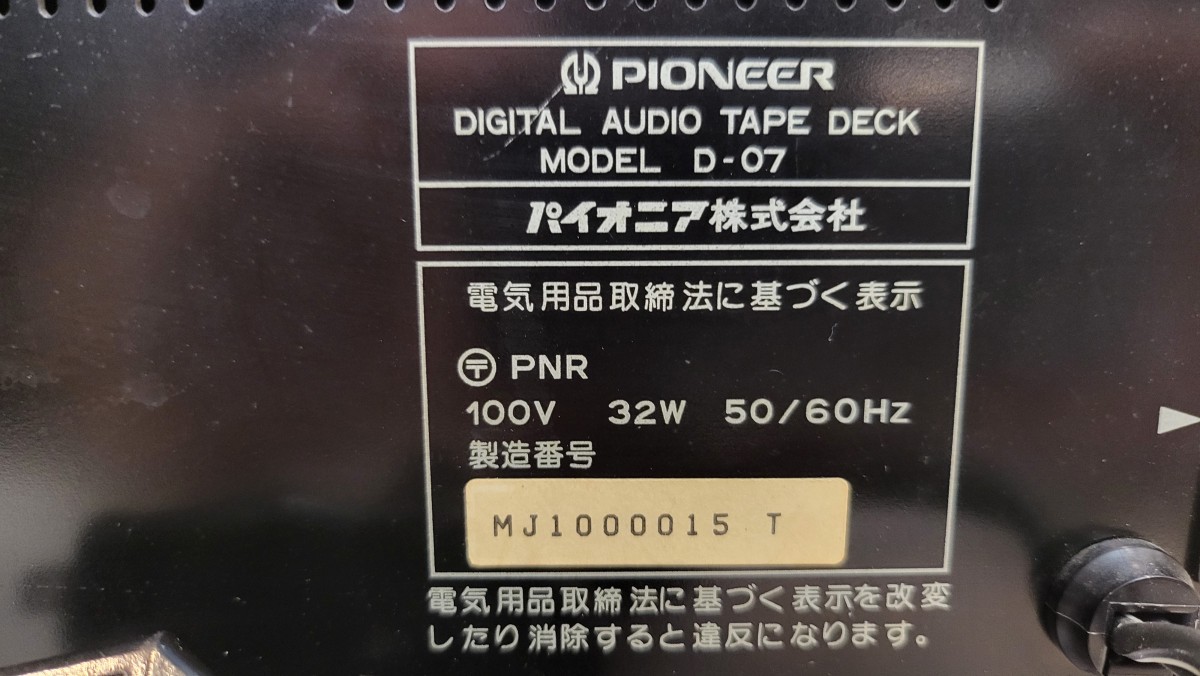 PIONEER
DIGITAL AUDIO TAPE DECK
MODEL D-07
パイオニア株式会社
電気用品取締法に基づく表示
〶 PNR
100V 32W 50/60Hz
製造番号
MJ1000015 T
電気用品取締法に基づく表示を改変
したり消除すると違反になります。